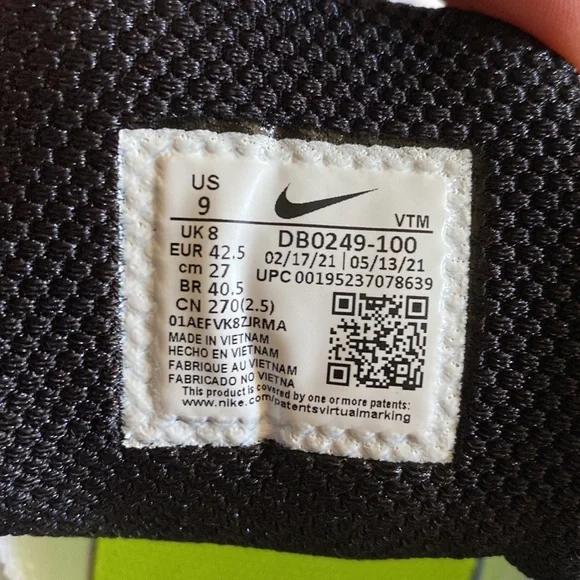 US
9
VTM
UK 8
EUR 42.5
cm 27
BR 40.5
CN 270(2.5)
DB0249-100
02/17/21 | 05/13/21
UPC 00195237078639
01AEFVK8ZJRMA
MADE IN VIETNAM
HECHO EN VIETNAM
FABRIQUE AU VIETNAM
FABRICADO NO VIETNA
This product is covered by one or more patents:
www.nike.com/patentsvirtualmarking